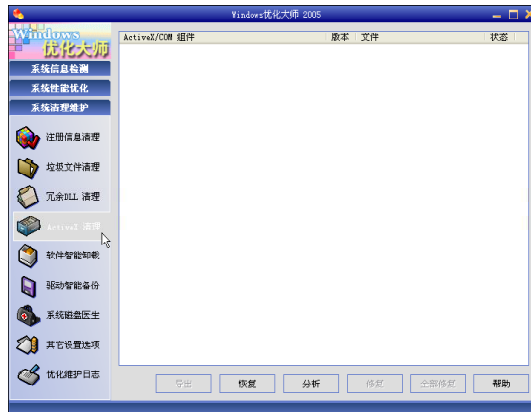 Windows优化大师 2005
Windows
优化大师
系统信息检测
系统性能优化
系统清理维护
注册信息清理
垃圾文件清理
冗余DLL 清理
ActiveX 清理
软件智能卸载
驱动智能备份
系统磁盘医生
其它设置选项
优化维护日志
ActiveX/COM 组件 版本 文件 状态
导出 恢复 分析 修复 全部修复 帮助